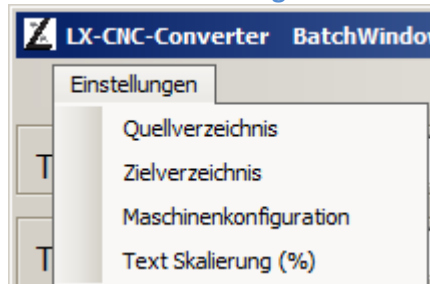 LX-CNC-Converter BatchWindo
Einstellungen
Quellverzeichnis
T
Zielverzeichnis
Maschinenkonfiguration
T
Text Skalierung (%)